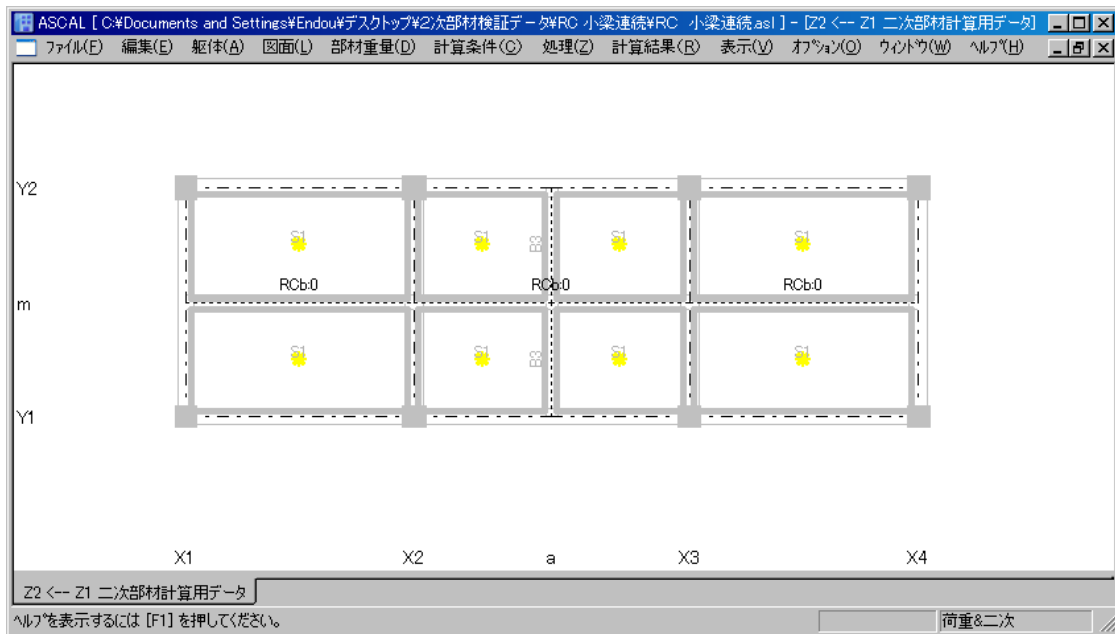 ASCAL [ C:¥Documents and Settings¥Endou¥デスクトップ¥2次部材検証データ¥RC 小梁連続¥RC 小梁連続.asl ] - [Z2 <-- Z1 二次部材計算用データ]
ファイル(F) 編集(E) 躯体(A) 図面(L) 部材重量(D) 計算条件(C) 処理(Z) 計算結果(R) 表示(V) オプション(O) ウィンドウ(W) ヘルプ(H)
Y2
S1 S1 B3 S1 S1
RCb:0 RCb:0 RCb:0
m
S1 S1 B3 S1 S1
Y1
X1 X2 a X3 X4
Z2 <-- Z1 二次部材計算用データ
ヘルプを表示するには [F1] を押してください。 荷重&二次